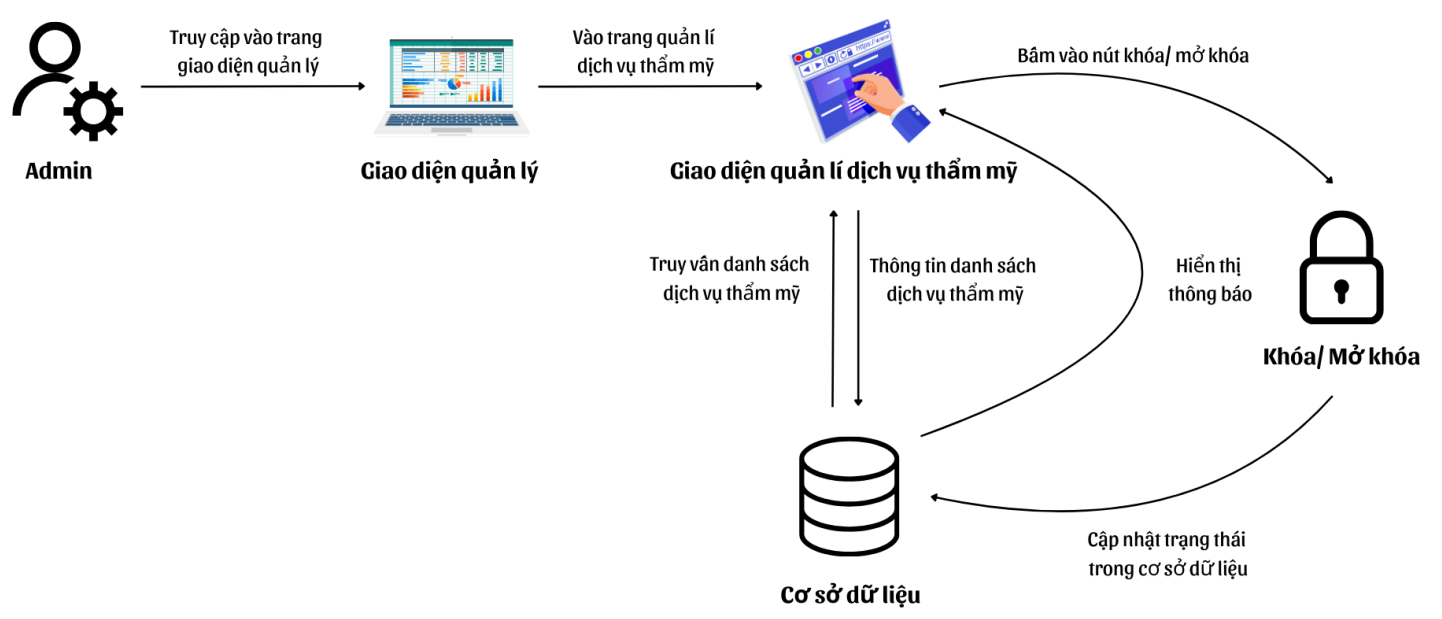 Truy cập vào trang
giao diện quản lý
Vào trang quản lí
dịch vụ thẩm mỹ
https://www
Bấm vào nút khóa/ mở khóa
Admin
Giao diện quản lý
Giao diện quản lí dịch vụ thẩm mỹ
Truy vấn danh sách
dịch vụ thẩm mỹ
Thông tin danh sách
dịch vụ thẩm mỹ
Hiển thị
thông báo
Khóa/ Mở khóa
Cập nhật trạng thái
trong cơ sở dữ liệu
Cơ sở dữ liệu